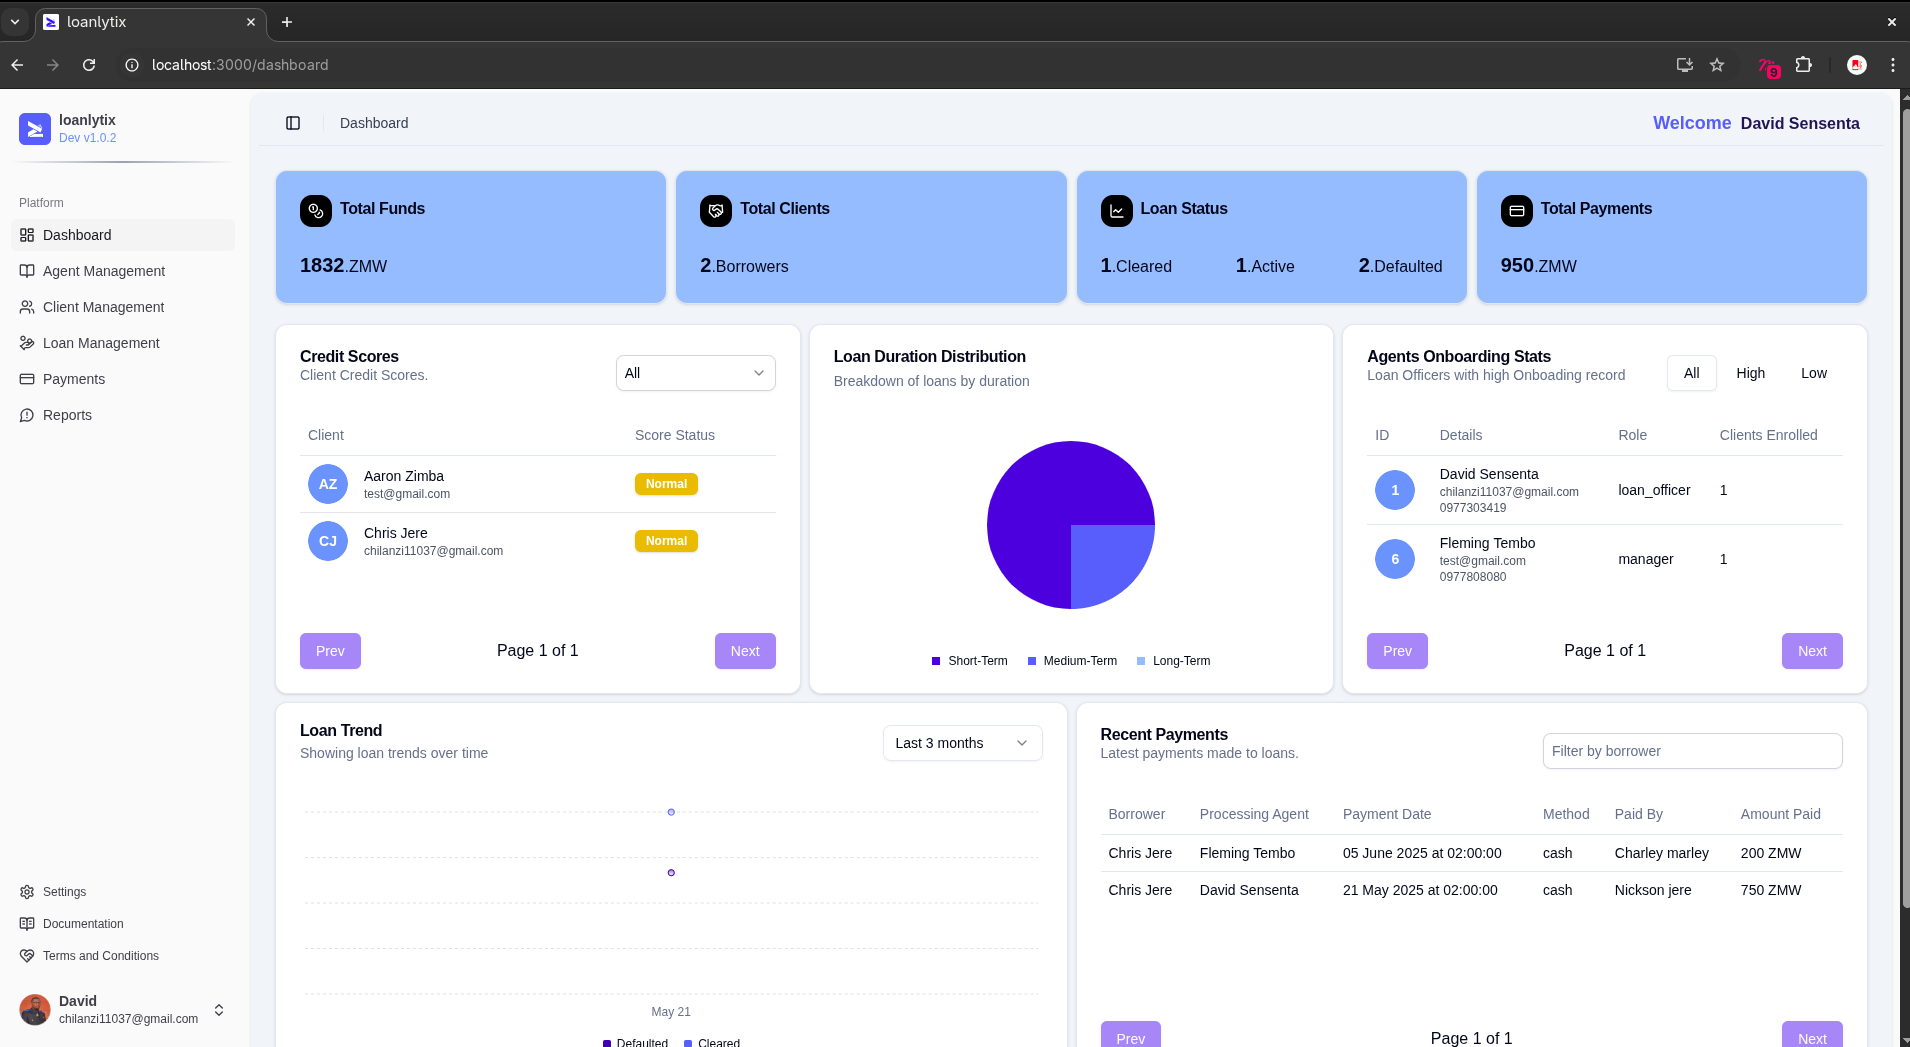 loanlytix
localhost:3000/dashboard
9
loanlytix
Dev v1.0.2
Platform
Dashboard
Agent Management
Client Management
Loan Management
Payments
Reports
Settings
Documentation
Terms and Conditions
David
chilanzi11037@gmail.com
Dashboard
Welcome David Sensenta
Total Funds
1832.ZMW
Total Clients
2.Borrowers
Loan Status
1.Cleared 1.Active 2.Defaulted
Total Payments
950.ZMW
Credit Scores
Client Credit Scores.
All
Client Score Status
AZ Aaron Zimba
test@gmail.com
Normal
CJ Chris Jere
chilanzi11037@gmail.com
Normal
Prev Page 1 of 1 Next
Loan Duration Distribution
Breakdown of loans by duration
Short-Term Medium-Term Long-Term
Agents Onboarding Stats
Loan Officers with high Onboading record
All High Low
ID Details Role Clients Enrolled
1 David Sensenta
chilanzi11037@gmail.com
0977303419
loan_officer 1
6 Fleming Tembo
test@gmail.com
0977808080
manager 1
Prev Page 1 of 1 Next
Loan Trend
Showing loan trends over time
Last 3 months
May 21
Defaulted Cleared
Recent Payments
Latest payments made to loans.
Filter by borrower
Borrower Processing Agent Payment Date Method Paid By Amount Paid
Chris Jere Fleming Tembo 05 June 2025 at 02:00:00 cash Charley marley 200 ZMW
Chris Jere David Sensenta 21 May 2025 at 02:00:00 cash Nickson jere 750 ZMW
Prev Page 1 of 1 Next